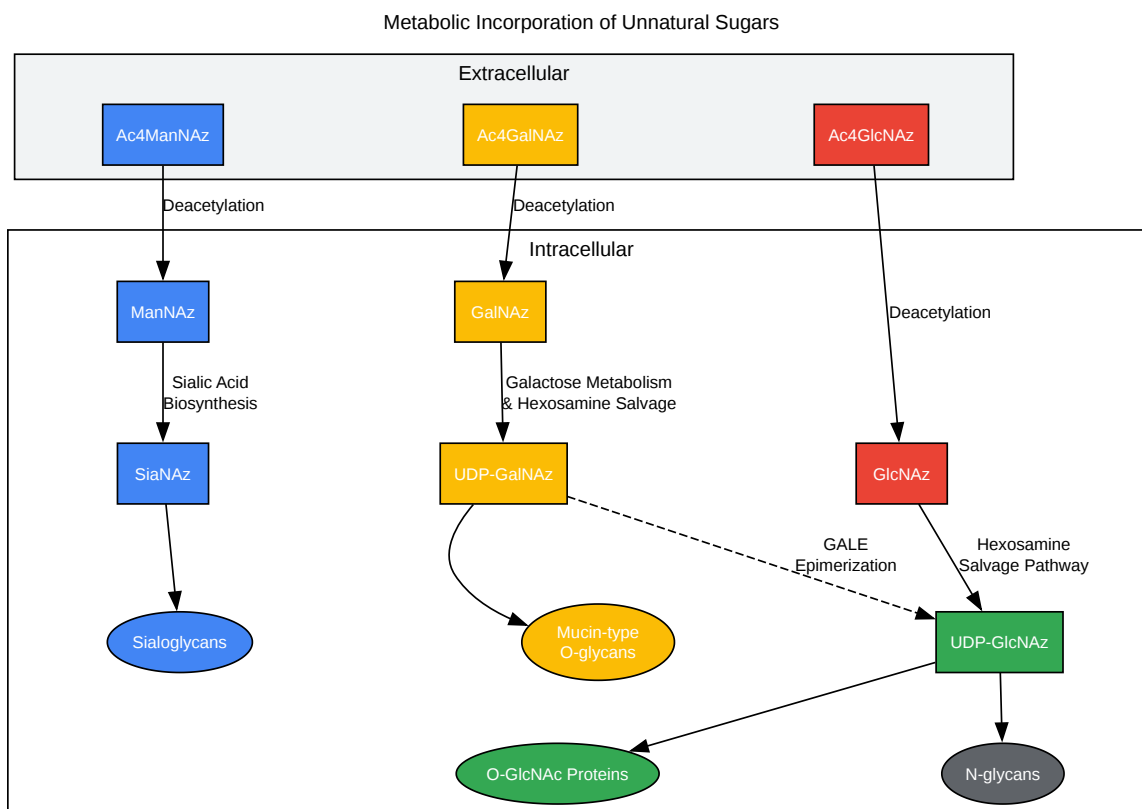 Metabolic Incorporation of Unnatural Sugars
Extracellular
Ac4ManNAz
Ac4GalNAz
Ac4GlcNAz
Deacetylation
Deacetylation
Intracellular
ManNAz
GalNAz
Deacetylation
Sialic Acid
Biosynthesis
Galactose Metabolism
& Hexosamine Salvage
SiaNAz
UDP-GalNAz
GlcNAz
GALE
Epimerization
Hexosamine
Salvage Pathway
Sialoglycans
Mucin-type
O-glycans
UDP-GlcNAz
O-GlcNAc Proteins
N-glycans